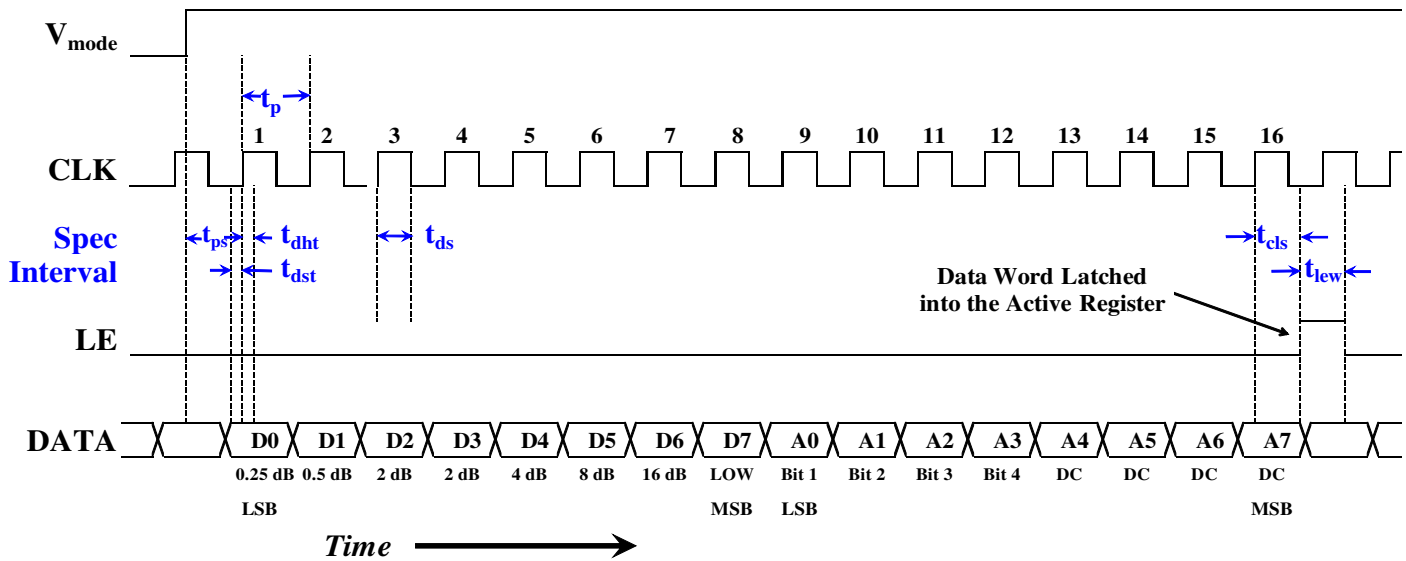 Vmode
tp
1 2 3 4 5 6 7 8 9 10 11 12 13 14 15 16
CLK
Spec
Interval
tps
tdht
tdst
tds
tcls
tlew
Data Word Latched
into the Active Register
LE
DATA
D0 D1 D2 D3 D4 D5 D6 D7 A0 A1 A2 A3 A4 A5 A6 A7
0.25 dB 0.5 dB 2 dB 2 dB 4 dB 8 dB 16 dB LOW Bit 1 Bit 2 Bit 3 Bit 4 DC DC DC DC
LSB MSB LSB MSB
Time